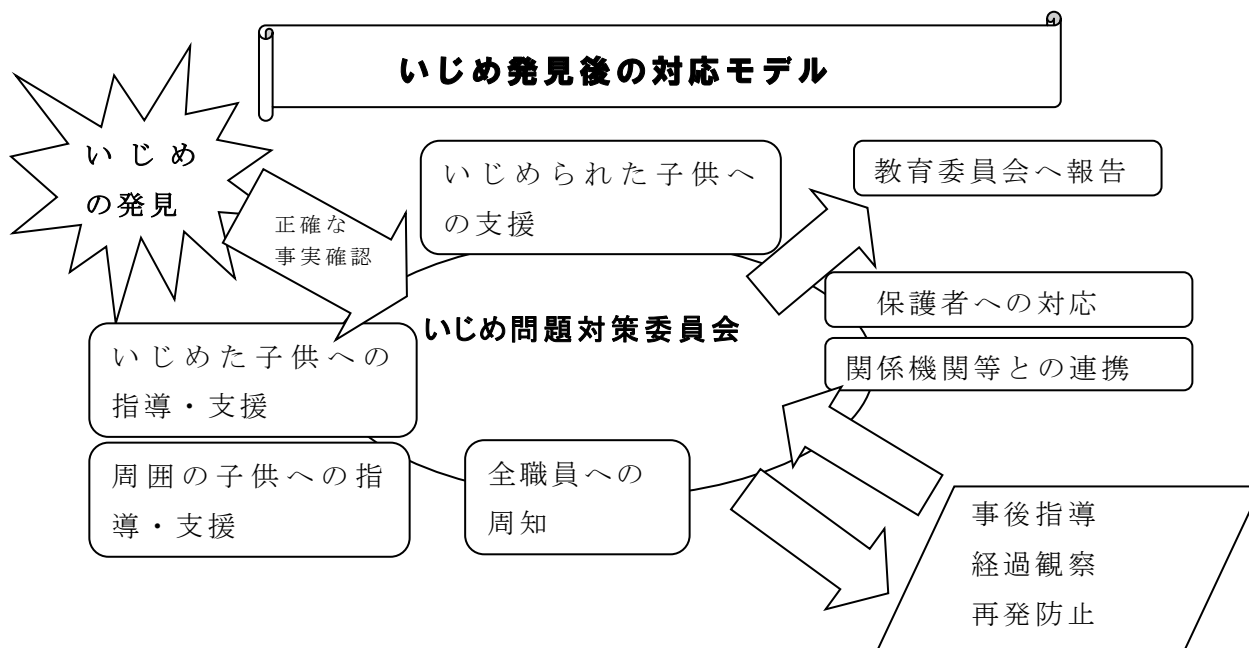 いじめ発見後の対応モデル
いじめ
の発見
正確な
事実確認
いじめられた子供へ
の支援
教育委員会へ報告
保護者への対応
関係機関等との連携
いじめ問題対策委員会
いじめた子供への
指導・支援
周囲の子供への指
導・支援
全職員への
周知
事後指導
経過観察
再発防止